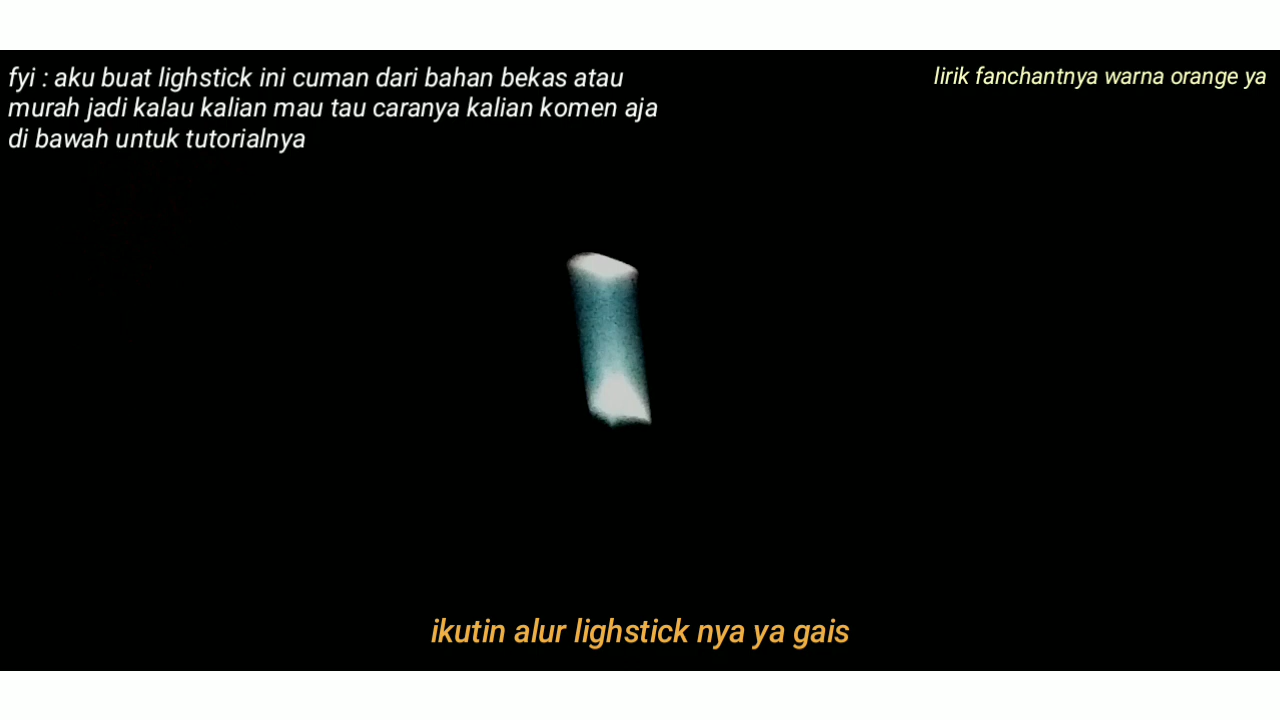 fyi : aku buat lighstick ini cuman dari bahan bekas atau
murah jadi kalau kalian mau tau caranya kalian komen aja
di bawah untuk tutorialnya
lirik fanchantnya warna orange ya
ikutin alur lighstick nya ya gais